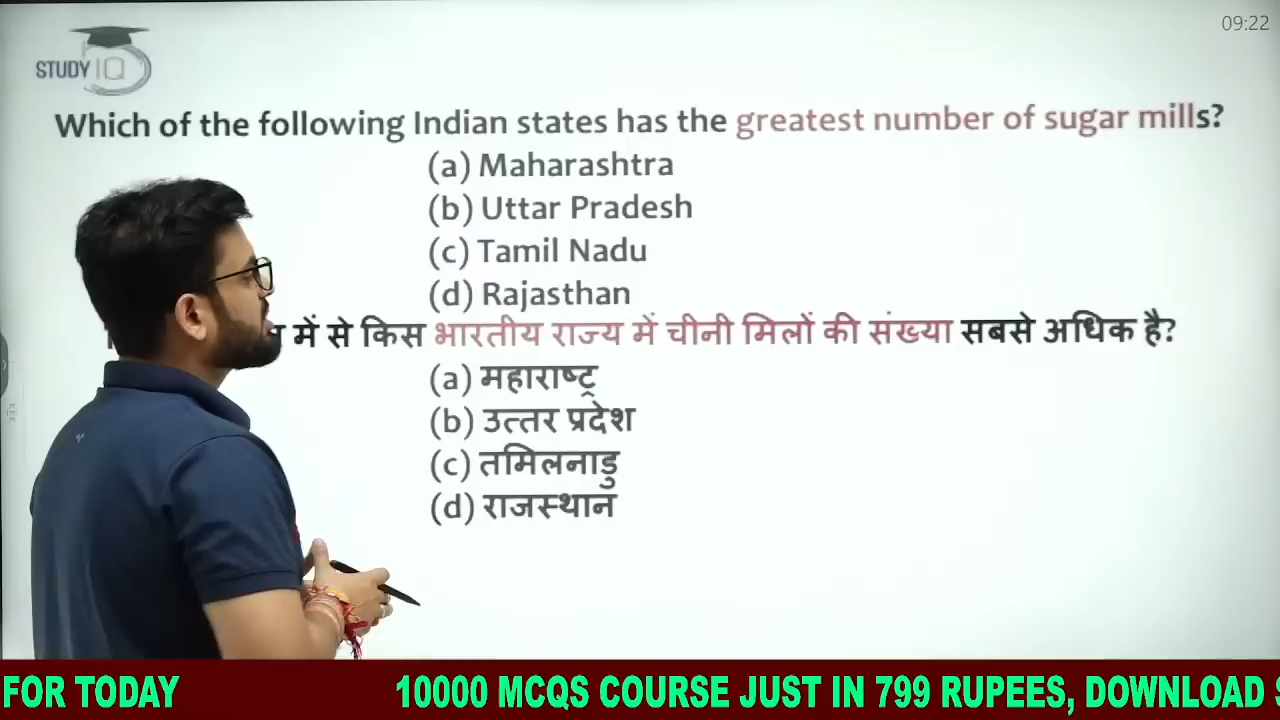 09:22
STUDY IQ
Which of the following Indian states has the greatest number of sugar mills?
(a) Maharashtra
(b) Uttar Pradesh
(c) Tamil Nadu
(d) Rajasthan
में से किस भारतीय राज्य में चीनी मिलों की संख्या सबसे अधिक है?
(a) महाराष्ट्र
(b) उत्तर प्रदेश
(c) तमिलनाडु
(d) राजस्थान
FOR TODAY 10000 MCQS COURSE JUST IN 799 RUPEES, DOWNLOAD